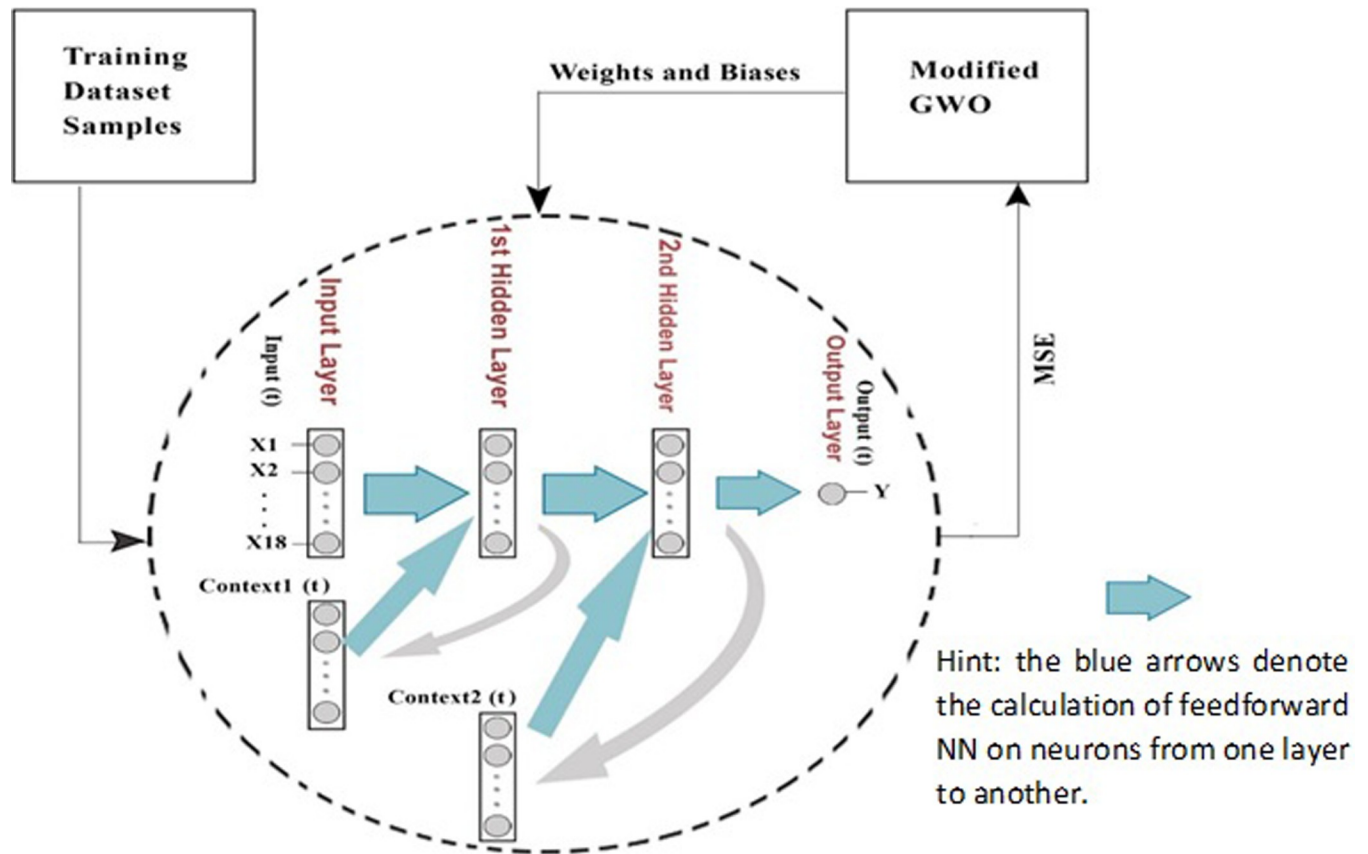 Training
Dataset
Samples
Weights and Biases
Modified
GWO
Input Layer
Input (t)
1st Hidden Layer
2nd Hidden Layer
Output Layer
Output (t)
MSE
X1
X2
X18
Y
Context1 (t)
Context2 (t)
Hint: the blue arrows denote
the calculation of feedforward
NN on neurons from one layer
to another.